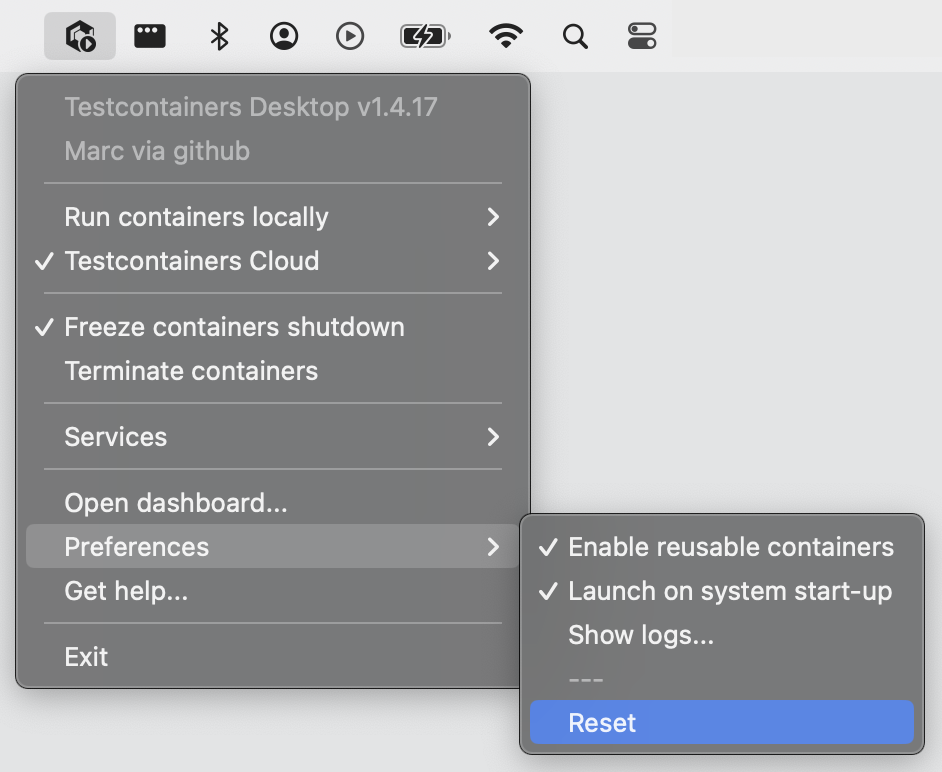 Testcontainers Desktop v1.4.17
Marc via github
Run containers locally
Testcontainers Cloud
Freeze containers shutdown
Terminate containers
Services
Open dashboard...
Preferences
Get help...
Exit
Enable reusable containers
Launch on system start-up
Show logs...
---
Reset